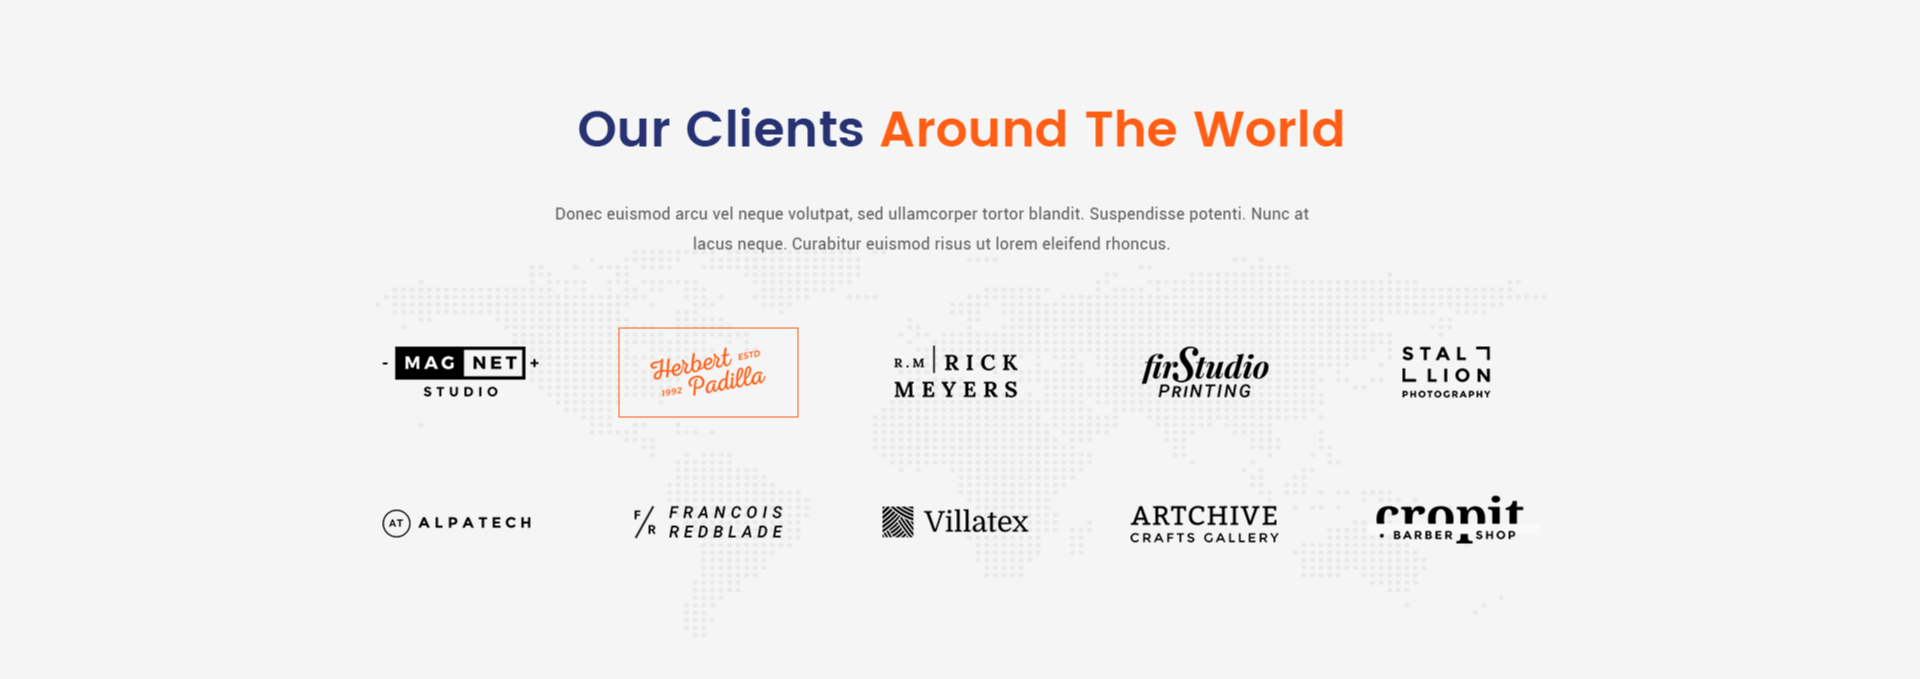 Our Clients Around The World
Donec euismod arcu vel neque volutpat, sed ullamcorper tortor blandit. Suspendisse potenti. Nunc at
lacus neque. Curabitur euismod risus ut lorem eleifend rhoncus.
- MAG NET +
STUDIO
Herbert ESTD
1992 Padilla
R.M RICK
MEYERS
firStudio
PRINTING
STAL
LION
PHOTOGRAPHY
AT ALPATECH
F/R FRANCOIS
REDBLADE
Villatex
ARTCHIVE
CRAFTS GALLERY
cropit
• BARBER SHOP